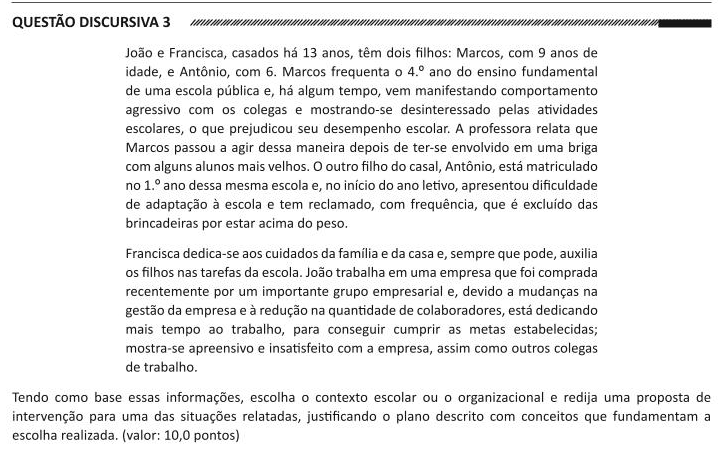 QUESTÃO DISCURSIVA 3
João e Francisca, casados há 13 anos, têm dois filhos: Marcos, com 9 anos de
idade, e Antônio, com 6. Marcos frequenta o 4.º ano do ensino fundamental
de uma escola pública e, há algum tempo, vem manifestando comportamento
agressivo com os colegas e mostrando-se desinteressado pelas atividades
escolares, o que prejudicou seu desempenho escolar. A professora relata que
Marcos passou a agir dessa maneira depois de ter-se envolvido em uma briga
com alguns alunos mais velhos. O outro filho do casal, Antônio, está matriculado
no 1.º ano dessa mesma escola e, no início do ano letivo, apresentou dificuldade
de adaptação à escola e tem reclamado, com frequência, que é excluído das
brincadeiras por estar acima do peso.
Francisca dedica-se aos cuidados da família e da casa e, sempre que pode, auxilia
os filhos nas tarefas da escola. João trabalha em uma empresa que foi comprada
recentemente por um importante grupo empresarial e, devido a mudanças na
gestão da empresa e à redução na quantidade de colaboradores, está dedicando
mais tempo ao trabalho, para conseguir cumprir as metas estabelecidas;
mostra-se apreensivo e insatisfeito com a empresa, assim como outros colegas
de trabalho.
Tendo como base essas informações, escolha o contexto escolar ou o organizacional e redija uma proposta de
intervenção para uma das situações relatadas, justificando o plano descrito com conceitos que fundamentam a
escolha realizada. (valor: 10,0 pontos)